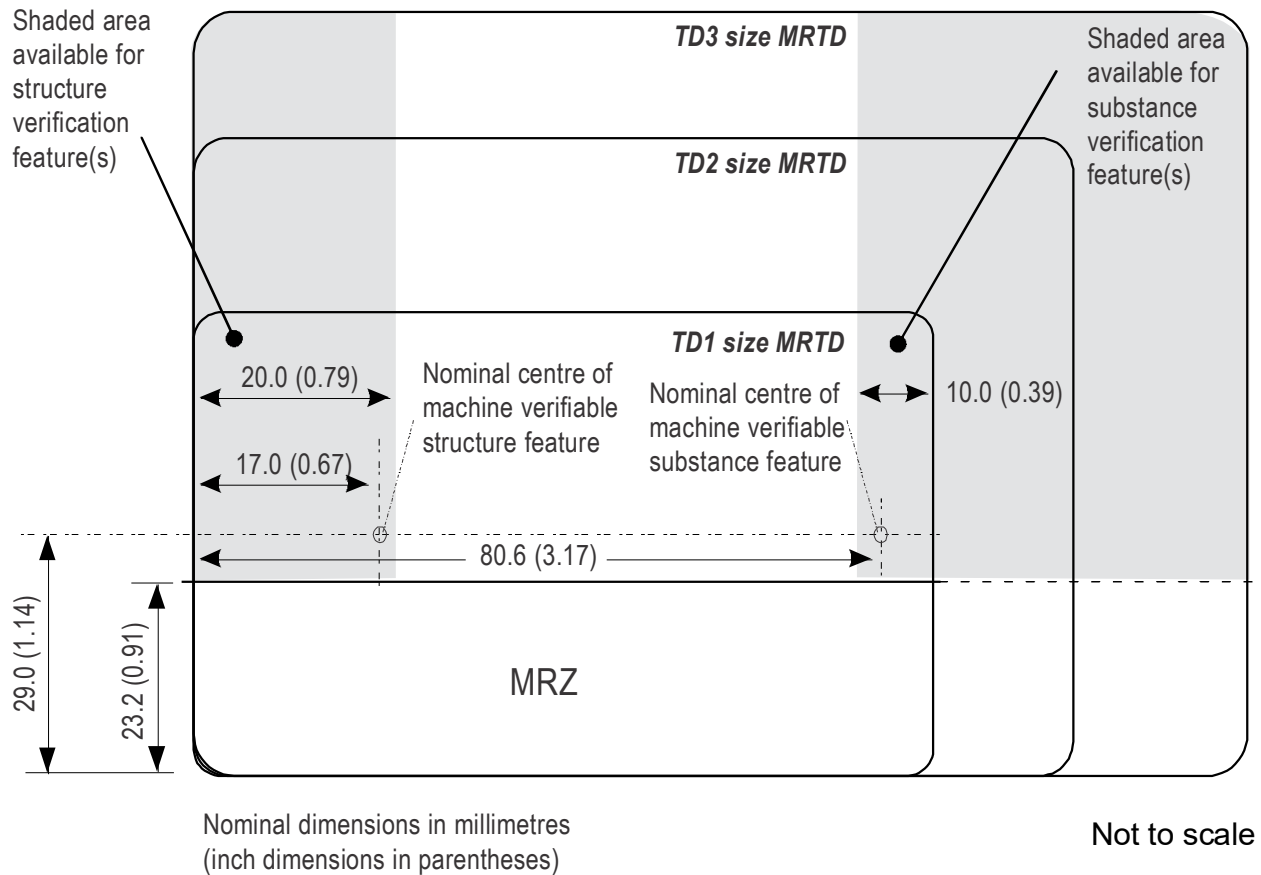 Shaded area
available for
structure
verification
feature(s)
TD3 size MRTD
Shaded area
available for
substance
verification
feature(s)
TD2 size MRTD
TD1 size MRTD
20.0 (0.79)
Nominal centre of
machine verifiable
structure feature
Nominal centre of
machine verifiable
substance feature
10.0 (0.39)
17.0 (0.67)
80.6 (3.17)
29.0 (1.14)
23.2 (0.91)
MRZ
Nominal dimensions in millimetres
(inch dimensions in parentheses)
Not to scale